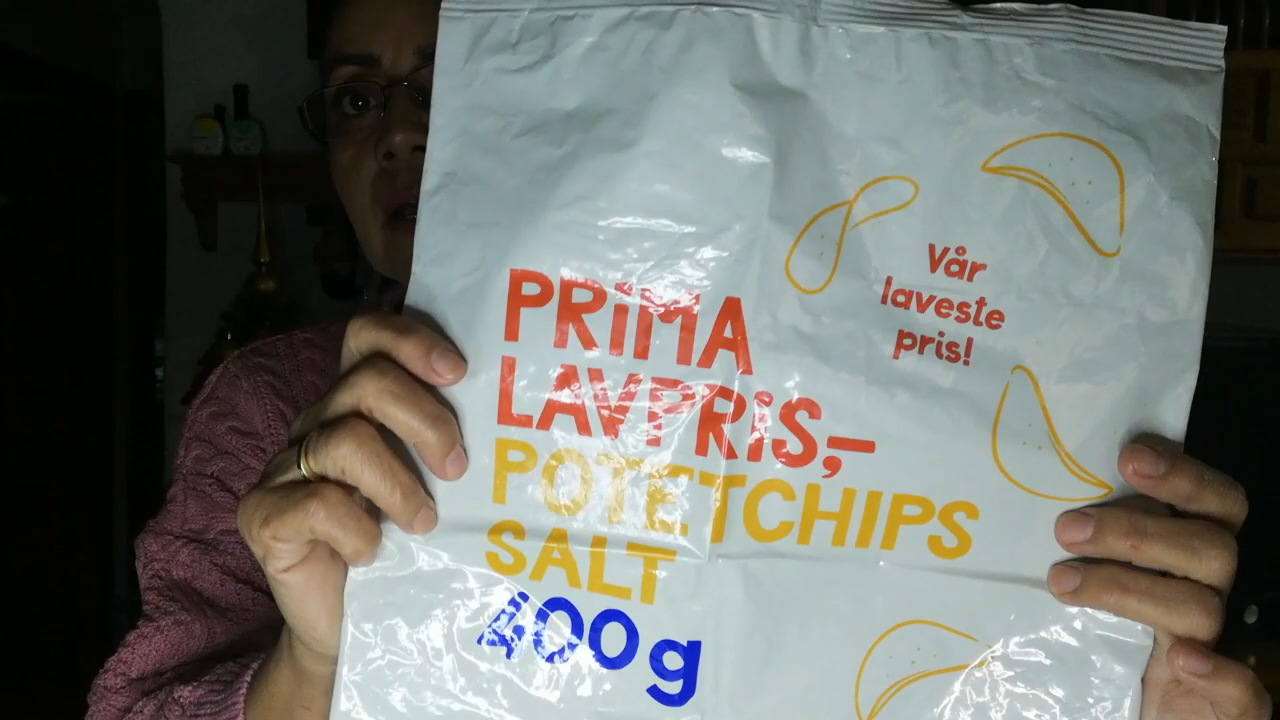 PRIMA
LAVPRIS,-
POTETCHIPS
SALT
400g
Vår
laveste
pris!